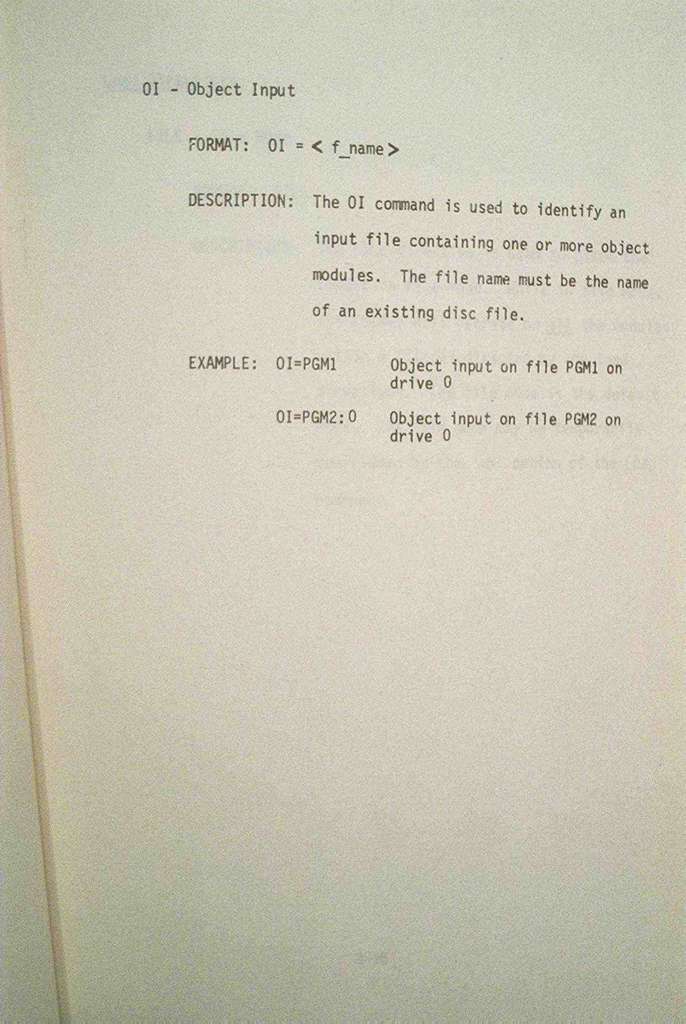 OI - Object Input
FORMAT: OI = < f_name >
DESCRIPTION: The OI command is used to identify an
input file containing one or more object
modules. The file name must be the name
of an existing disc file.
EXAMPLE: OI=PGM1 Object input on file PGM1 on
drive 0
OI=PGM2:0 Object input on file PGM2 on
drive 0